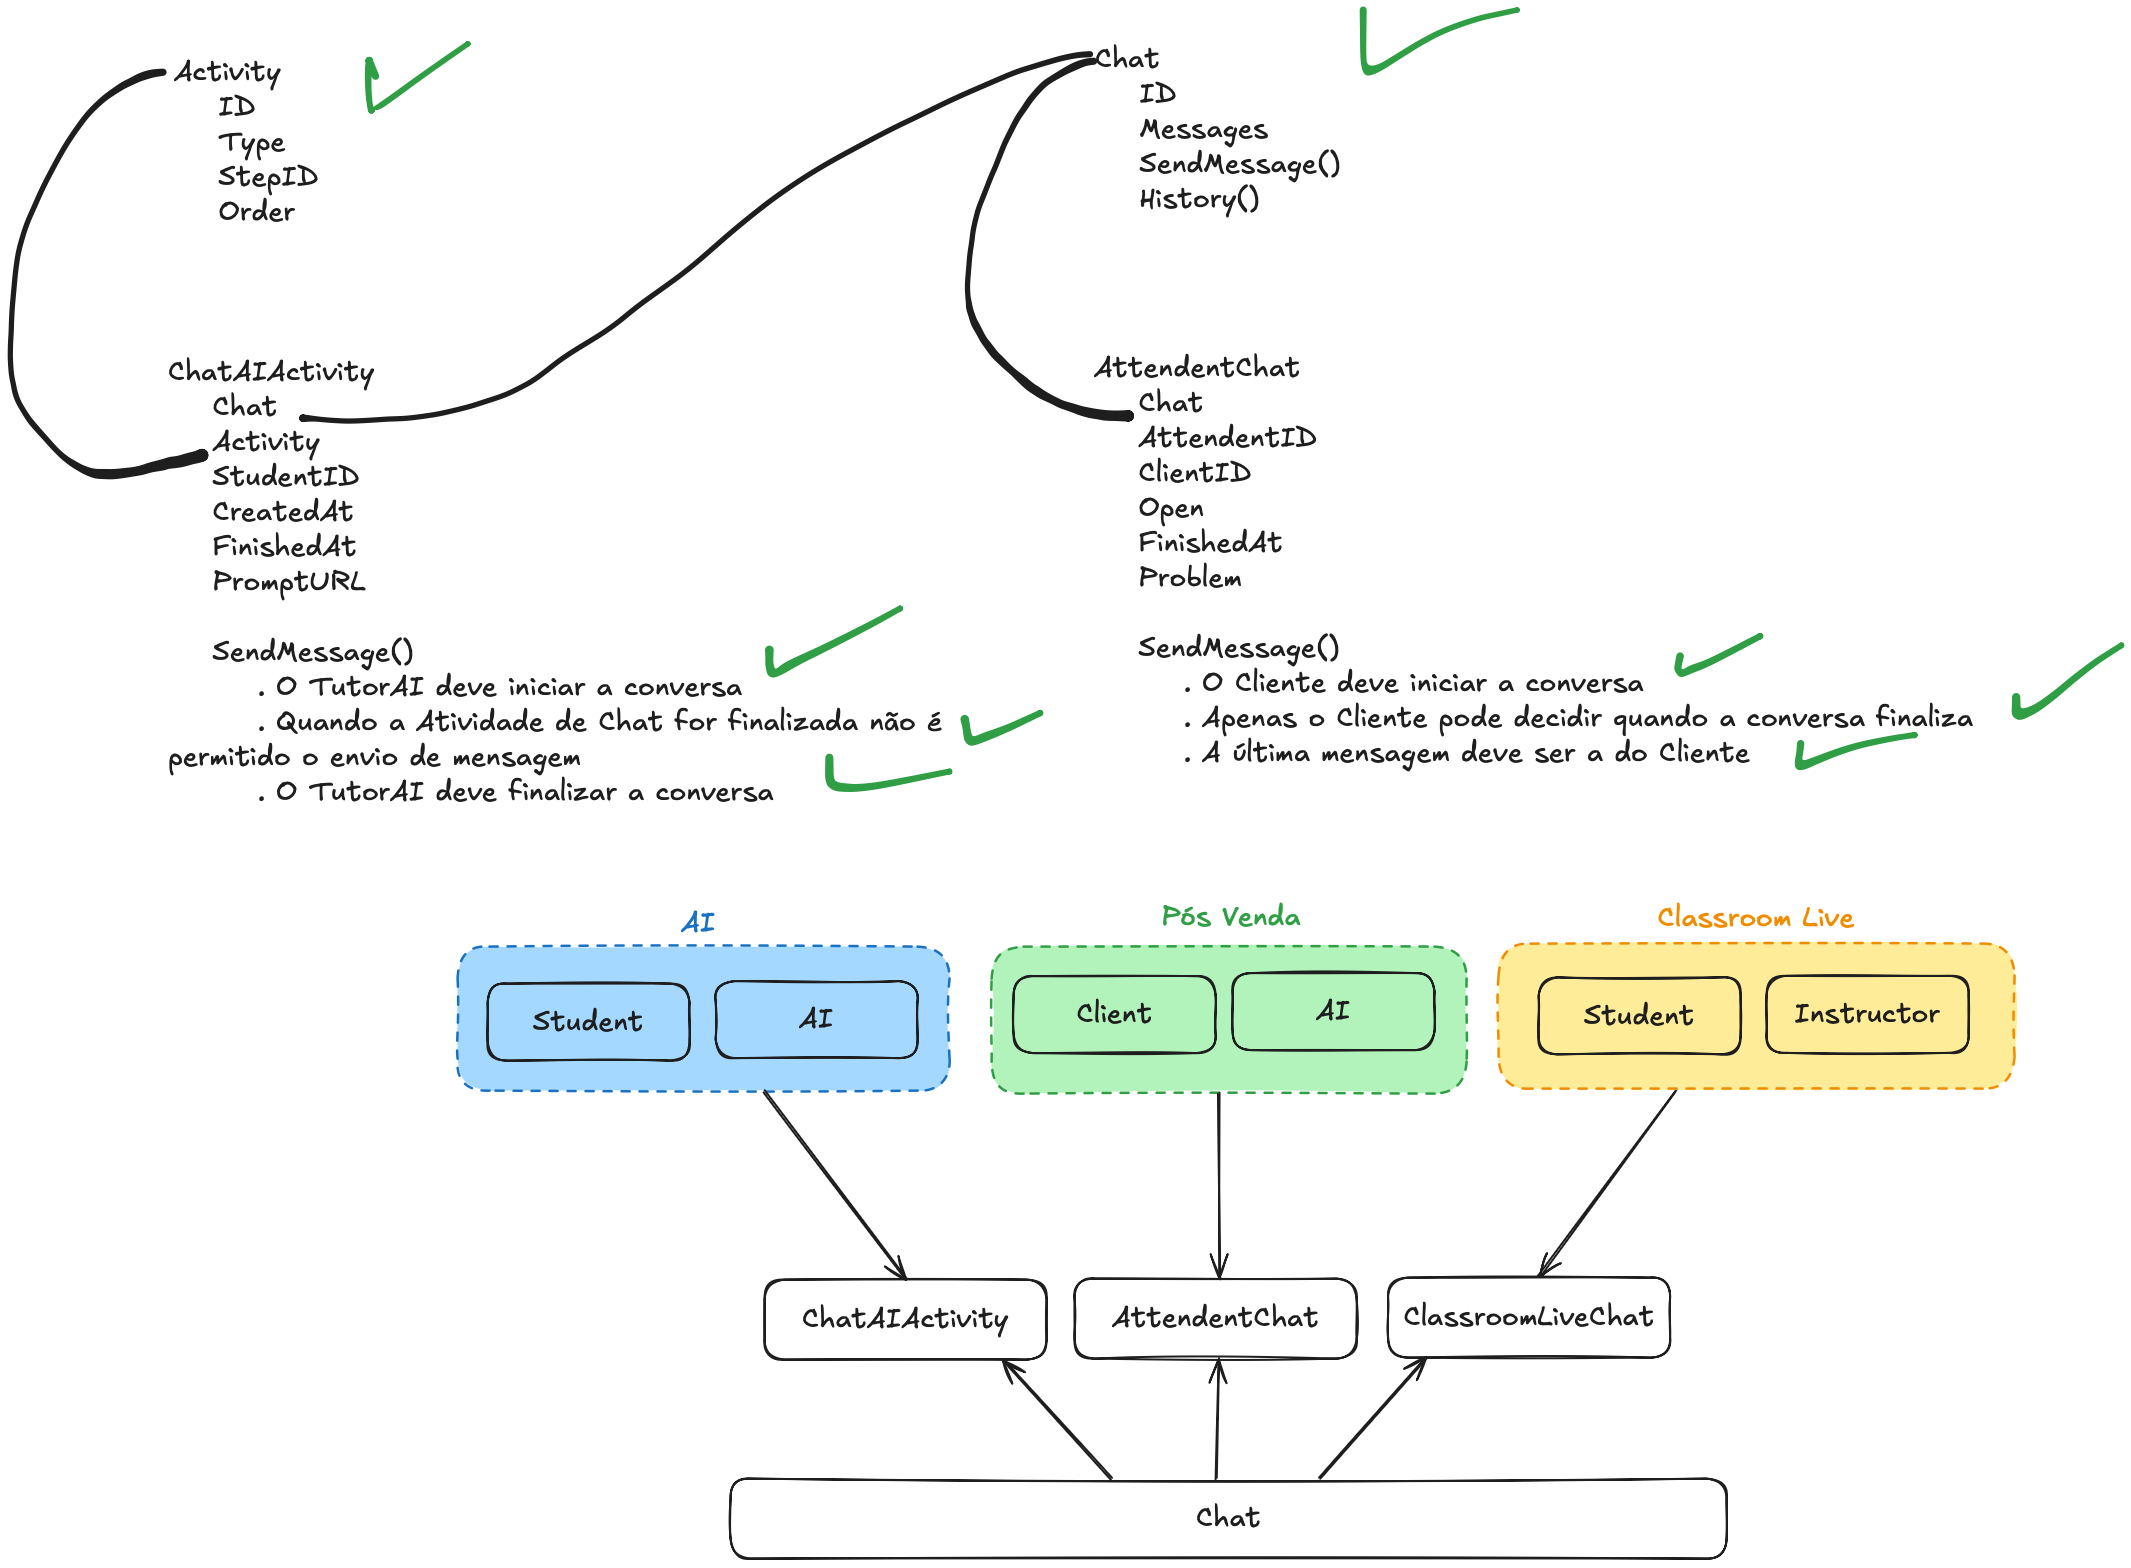 Activity
ID
Type
StepID
Order
Chat
ID
Messages
SendMessage()
History()
ChatAIActivity
Chat
Activity
StudentID
CreatedAt
FinishedAt
PromptURL
SendMessage()
. O TutorAI deve iniciar a conversa
. Quando a Atividade de Chat for finalizada não é
permitido o envio de mensagem
. O TutorAI deve finalizar a conversa
AttendentChat
Chat
AttendentID
ClientID
Open
FinishedAt
Problem
SendMessage()
. O Cliente deve iniciar a conversa
. Apenas o Cliente pode decidir quando a conversa finaliza
. A última mensagem deve ser a do Cliente
AI
Student
AI
Pós Venda
Client
AI
Classroom Live
Student
Instructor
ChatAIActivity
AttendentChat
ClassroomLiveChat
Chat